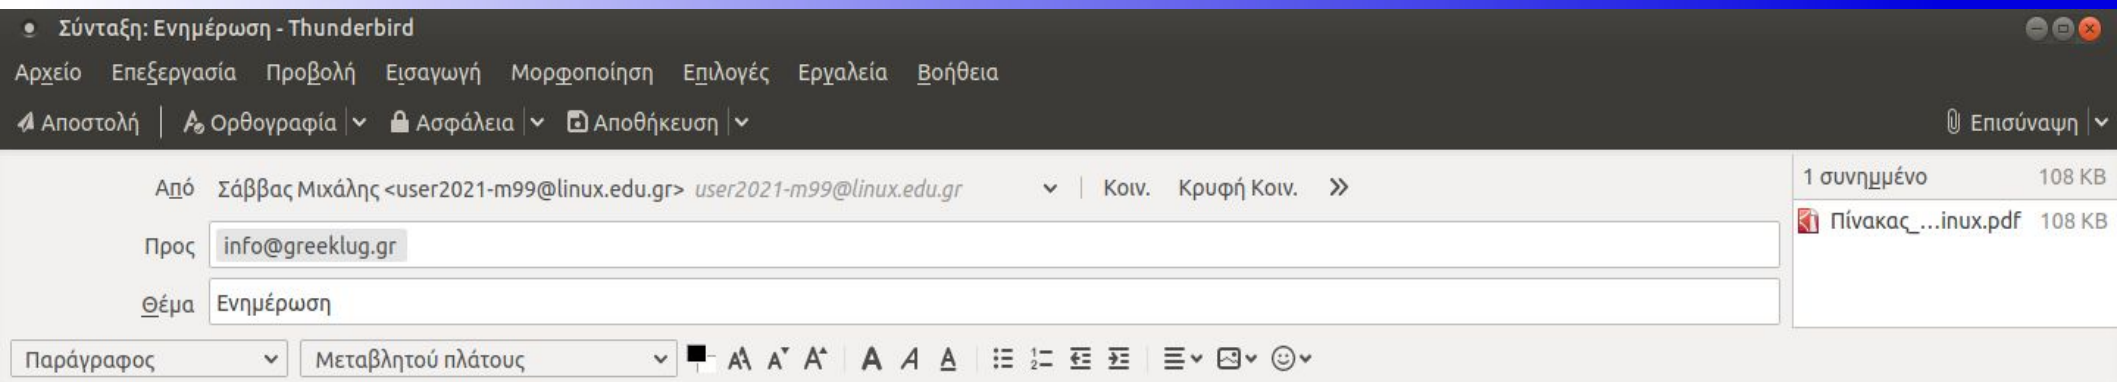 Σύνταξη: Ενημέρωση - Thunderbird
Αρχείο Επεξεργασία Προβολή Εισαγωγή Μορφοποίηση Επιλογές Εργαλεία Βοήθεια
Αποστολή Ορθογραφία Ασφάλεια Αποθήκευση Επισύναψη
Από Σάββας Μιχάλης <user2021-m99@linux.edu.gr> user2021-m99@linux.edu.gr Κοιν. Κρυφή Κοιν. »
1 συνημμένο 108 KB
Πίνακας_...inux.pdf 108 KB
Προς info@greeklug.gr
Θέμα Ενημέρωση
Παράγραφος Μεταβλητού πλάτους